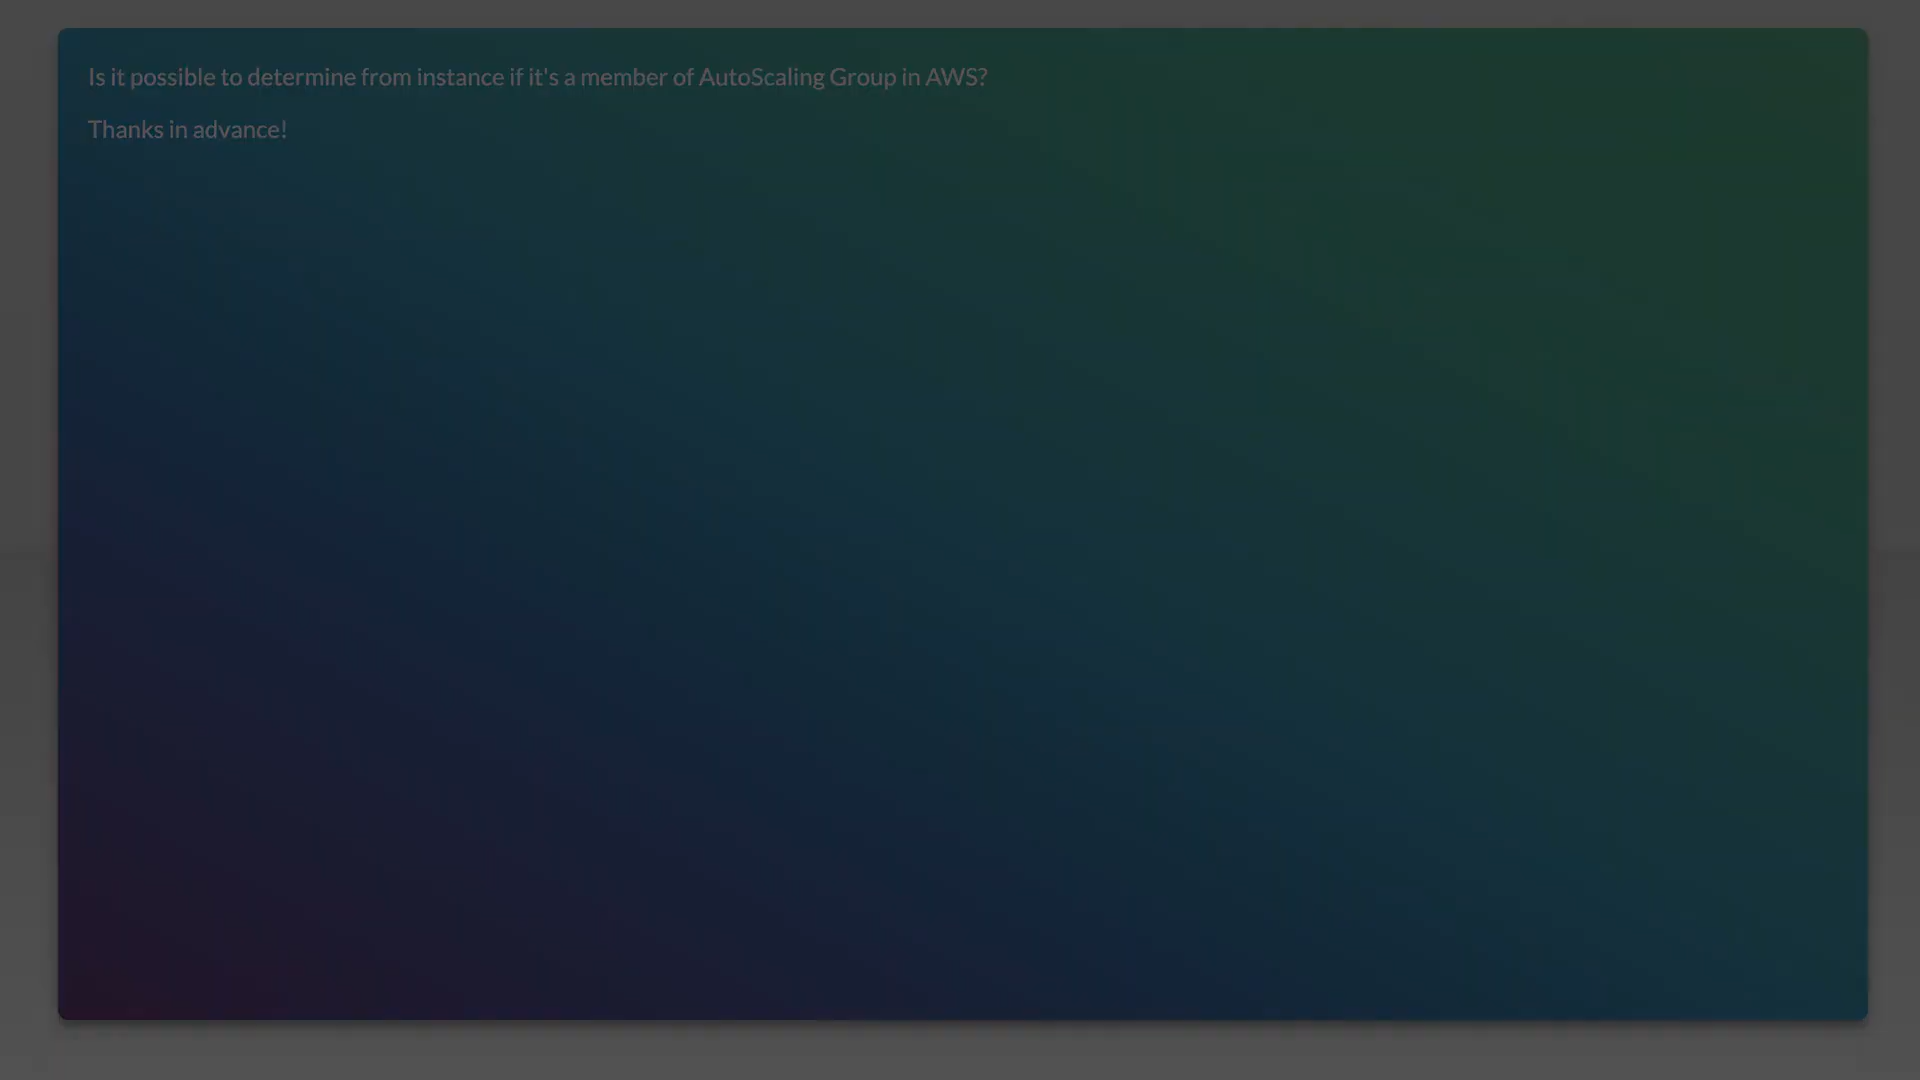 Is it possible to determine from instance if it's a member of AutoScaling Group in AWS?
Thanks in advance!